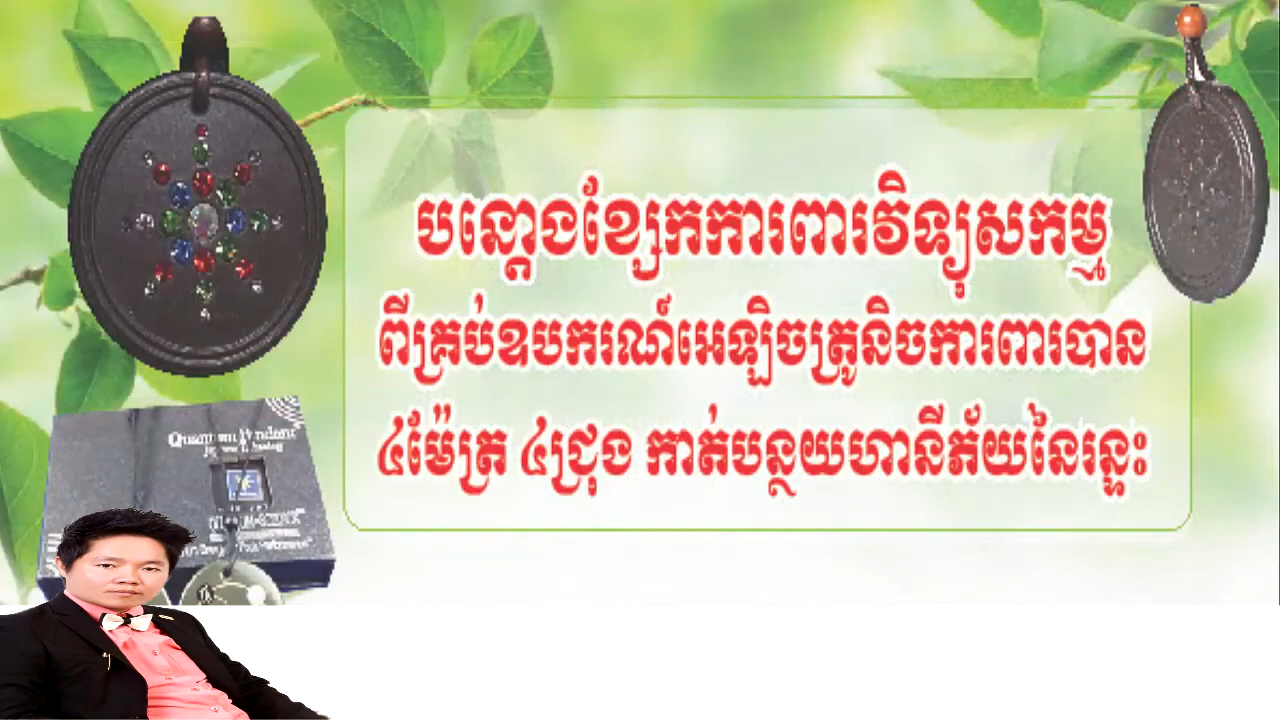 បន្តោងខ្សែកការពារវិទ្យុសកម្ម
ពីគ្រប់ឧបករណ៍អេឡិចត្រូនិចការពារបាន
៤ម៉ែត្រ ៤ជ្រុង កាត់បន្ថយហានីភ័យនៃរន្ទះ
Quantum Pendant